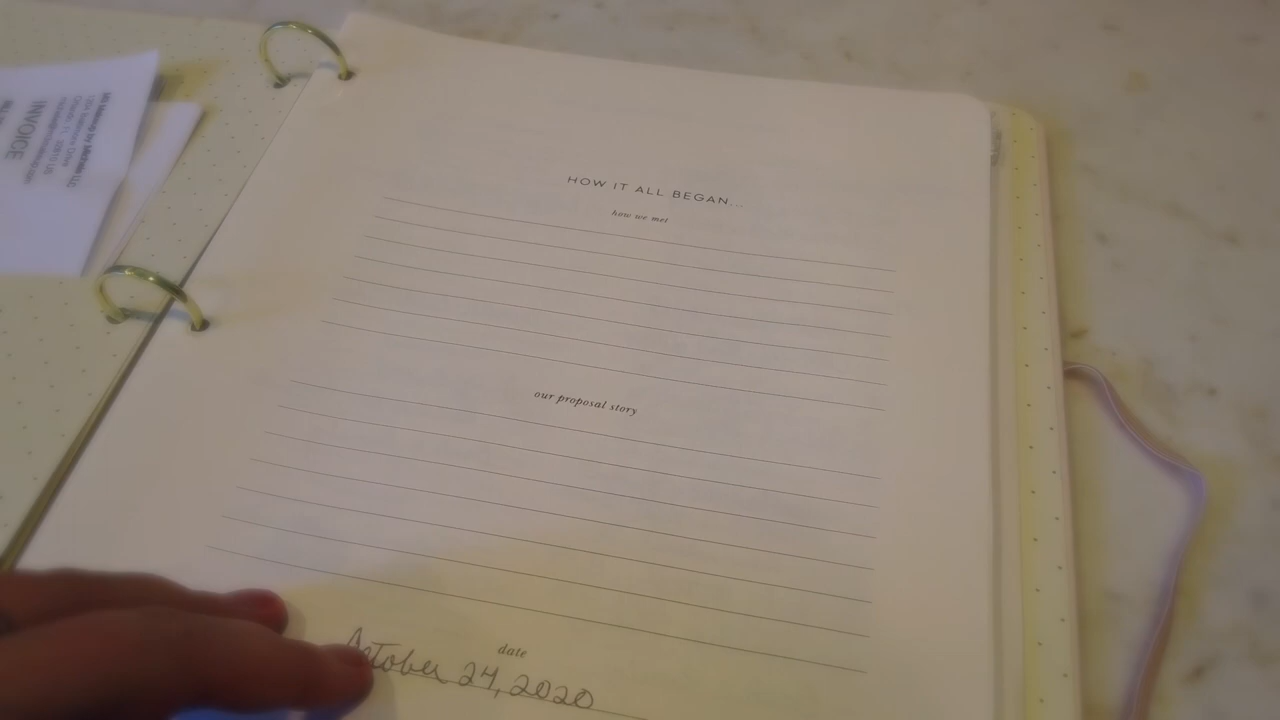 HOW IT ALL BEGAN...
how we met
our proposal story
date
October 24, 2020
INVOICE